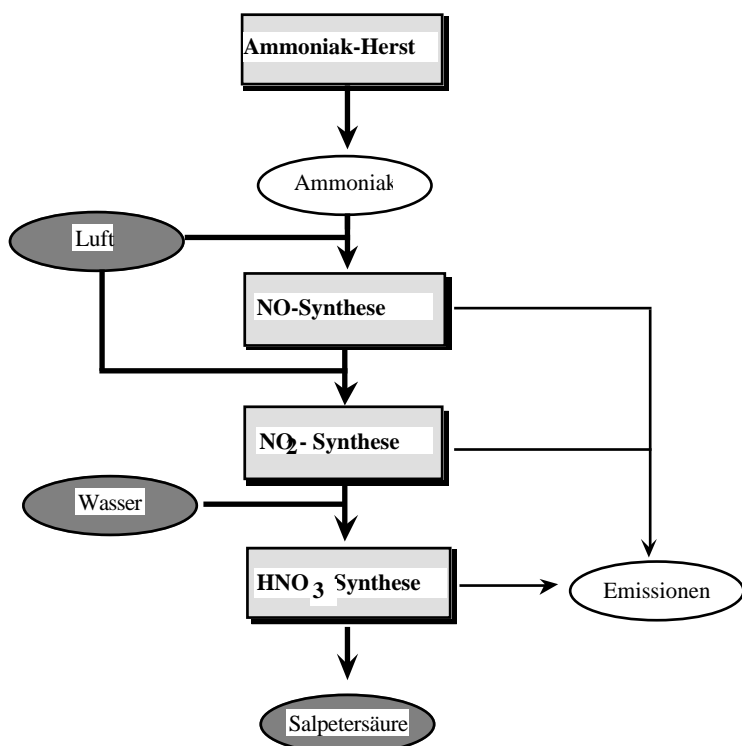 Ammoniak-Herst
Ammoniak
Luft
NO-Synthese
NO2- Synthese
Wasser
HNO3 Synthese
Emissionen
Salpetersäure